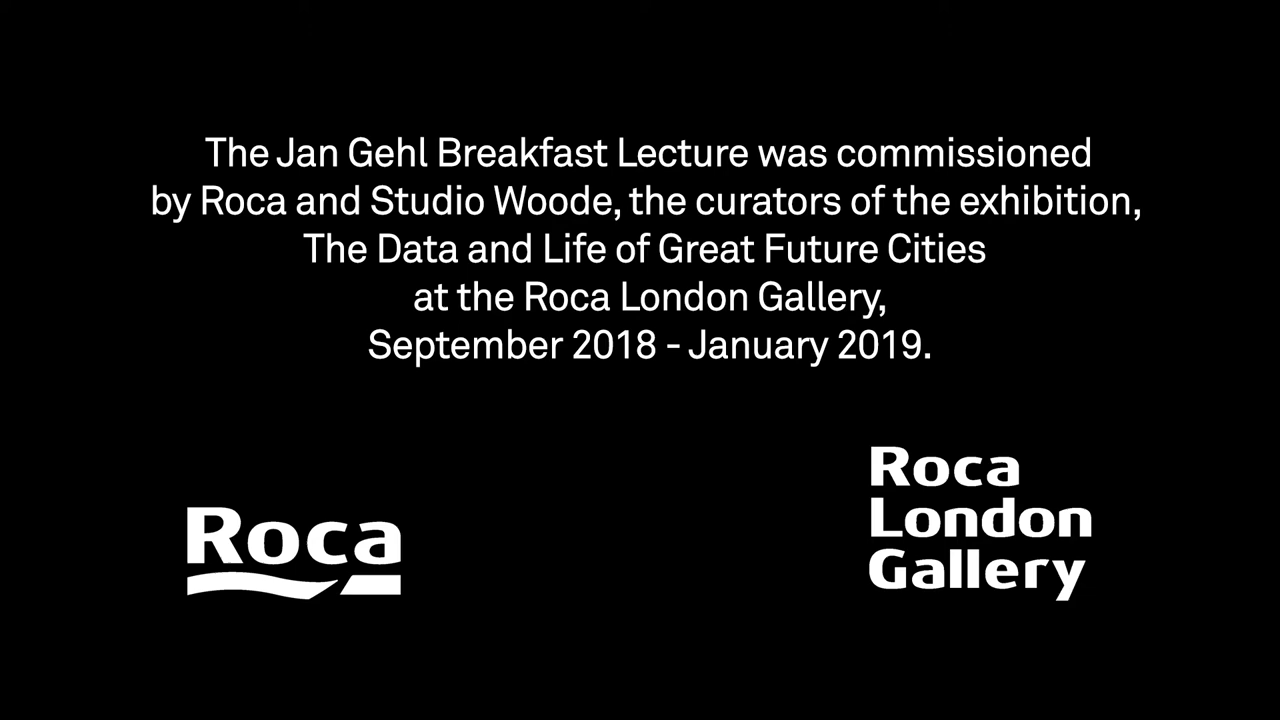 The Jan Gehl Breakfast Lecture was commissioned
by Roca and Studio Woode, the curators of the exhibition,
The Data and Life of Great Future Cities
at the Roca London Gallery,
September 2018 - January 2019.
Roca
Roca
London
Gallery